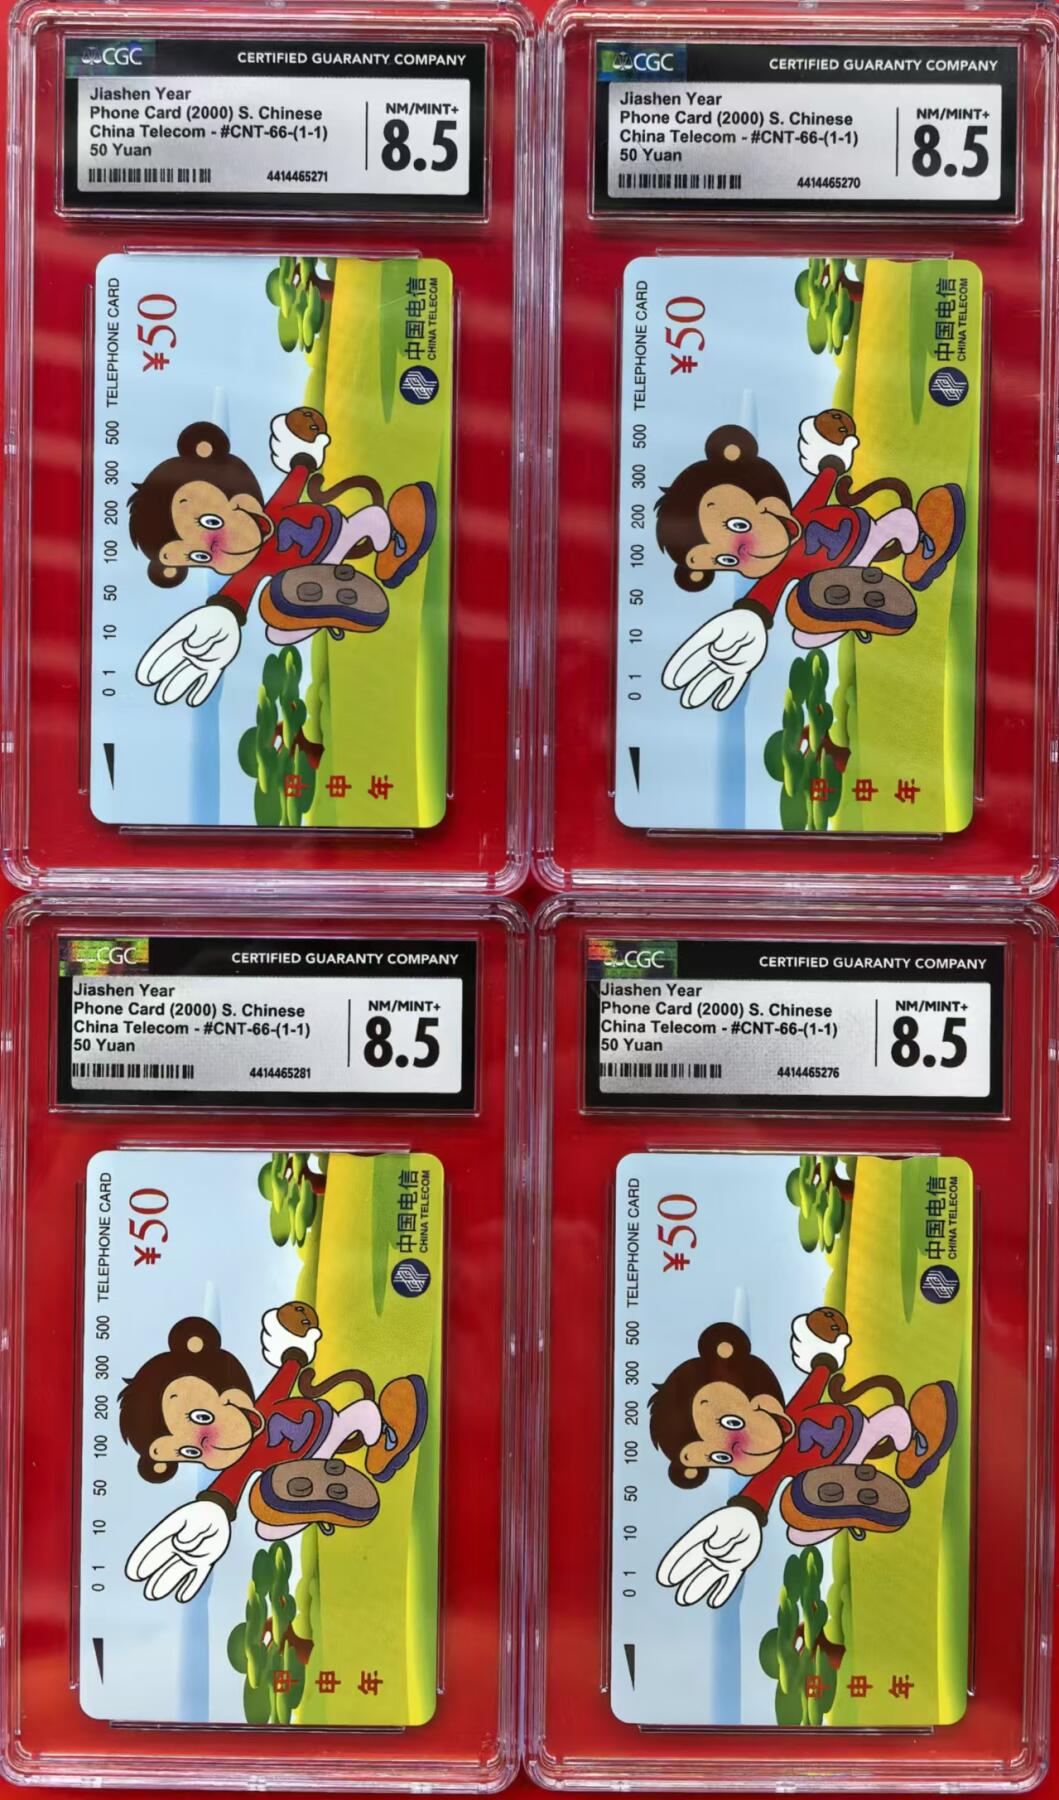 CGC CERTIFIED GUARANTY COMPANY
Jiashen Year
Phone Card (2000) S. Chinese
China Telecom - #CNT-66-(1-1)
50 Yuan
NM/MINT+
8.5
4414465271
TELEPHONE CARD
0 1 10 50 100 200 300 500
¥50
甲申年
中国电信
CHINA TELECOM
CGC CERTIFIED GUARANTY COMPANY
Jiashen Year
Phone Card (2000) S. Chinese
China Telecom - #CNT-66-(1-1)
50 Yuan
NM/MINT+
8.5
4414465270
TELEPHONE CARD
0 1 10 50 100 200 300 500
¥50
甲申年
中国电信
CHINA TELECOM
CGC CERTIFIED GUARANTY COMPANY
Jiashen Year
Phone Card (2000) S. Chinese
China Telecom - #CNT-66-(1-1)
50 Yuan
NM/MINT+
8.5
4414465281
TELEPHONE CARD
0 1 10 50 100 200 300 500
¥50
甲申年
中国电信
CHINA TELECOM
CGC CERTIFIED GUARANTY COMPANY
Jiashen Year
Phone Card (2000) S. Chinese
China Telecom - #CNT-66-(1-1)
50 Yuan
NM/MINT+
8.5
4414465276
TELEPHONE CARD
0 1 10 50 100 200 300 500
¥50
甲申年
中国电信
CHINA TELECOM